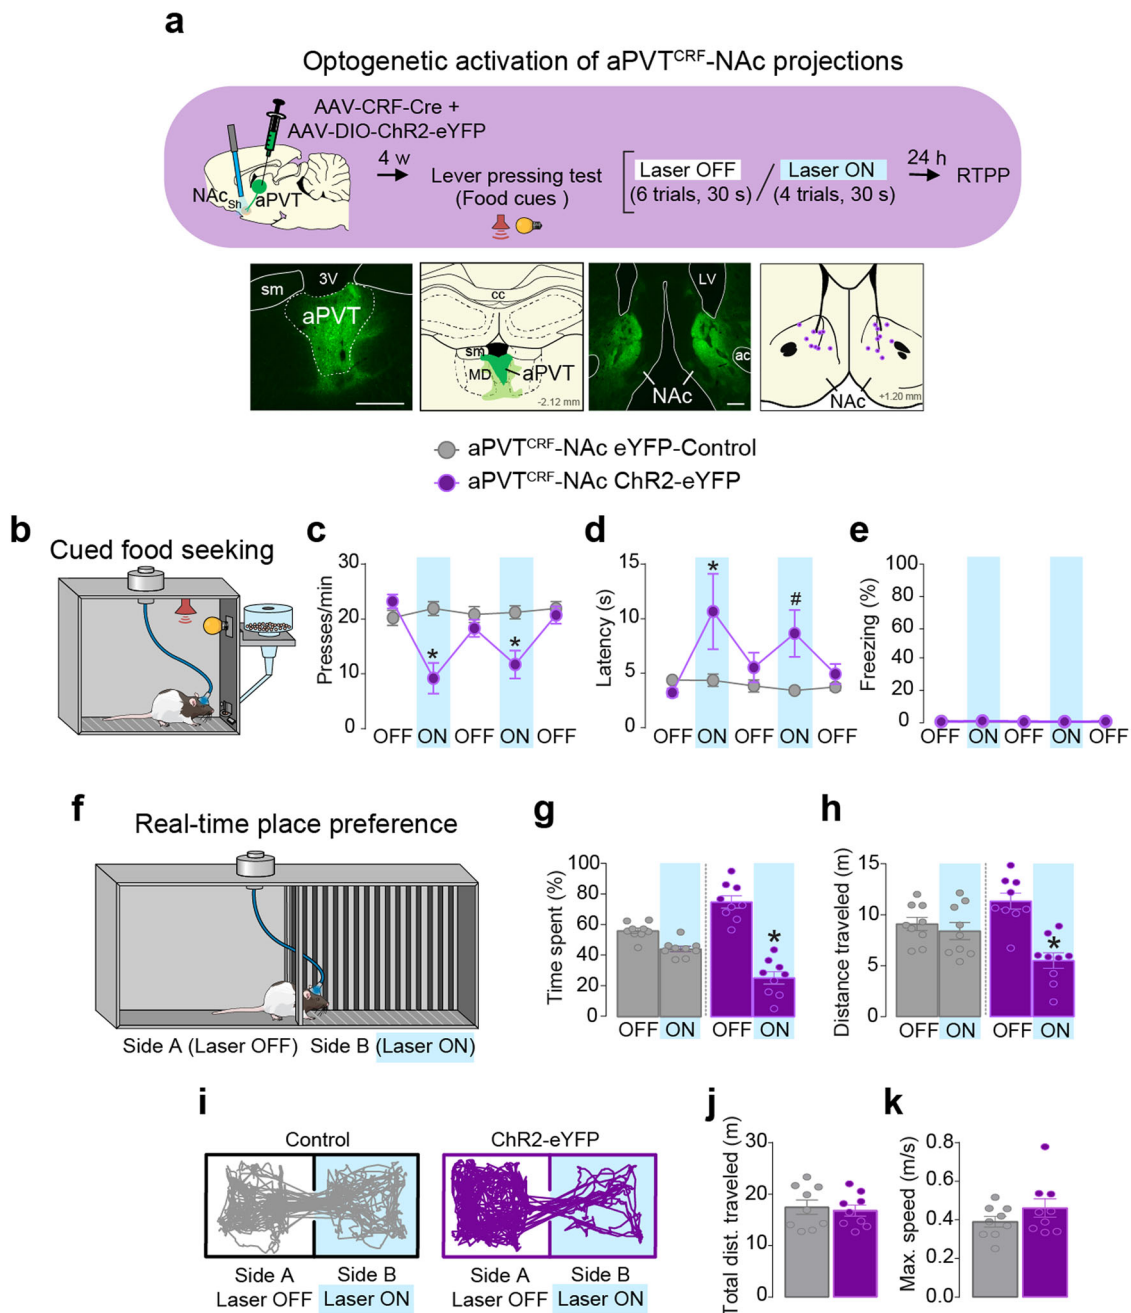 a
Optogenetic activation of aPVTCRF-NAc projections
AAV-CRF-Cre +
AAV-DIO-ChR2-eYFP
NAcSh
aPVT
4 w
Lever pressing test
(Food cues )
Laser OFF
(6 trials, 30 s)
/
Laser ON
(4 trials, 30 s)
24 h
RTPP
sm
3V
aPVT
cc
sm
MD
aPVT
-2.12 mm
LV
ac
NAc
NAc
+1.20 mm
aPVTCRF-NAc eYFP-Control
aPVTCRF-NAc ChR2-eYFP
b
Cued food seeking
c
Presses/min
30
20
10
0
*
*
OFF ON OFF ON OFF
d
Latency (s)
15
10
5
0
*
#
OFF ON OFF ON OFF
e
Freezing (%)
100
80
60
40
20
0
OFF ON OFF ON OFF
f
Real-time place preference
Side A (Laser OFF) Side B (Laser ON)
g
Time spent (%)
100
80
60
40
20
0
*
OFF ON OFF ON
h
Distance traveled (m)
15
10
5
0
*
OFF ON OFF ON
i
Control
Side A Side B
Laser OFF Laser ON
ChR2-eYFP
Side A Side B
Laser OFF Laser ON
j
Total dist. traveled (m)
30
20
10
0
k
Max. speed (m/s)
0.8
0.6
0.4
0.2
0